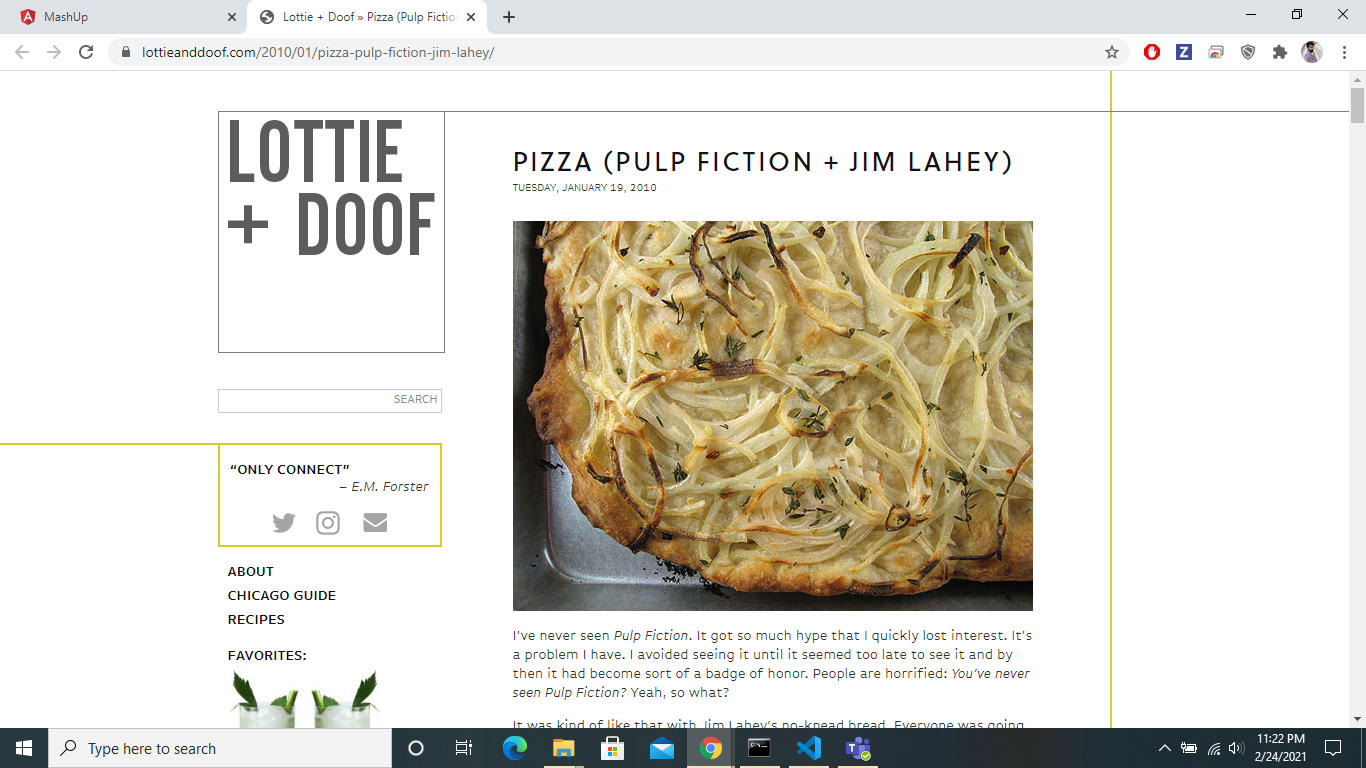 MashUp
Lottie + Doof » Pizza (Pulp Fictio
lottieanddoof.com/2010/01/pizza-pulp-fiction-jim-lahey/
Z
LOTTIE
+ DOOF
SEARCH
“ONLY CONNECT”
– E.M. Forster
ABOUT
CHICAGO GUIDE
RECIPES
FAVORITES:
PIZZA (PULP FICTION + JIM LAHEY)
TUESDAY, JANUARY 19, 2010
I’ve never seen Pulp Fiction. It got so much hype that I quickly lost interest. It’s
a problem I have. I avoided seeing it until it seemed too late to see it and by
then it had become sort of a badge of honor. People are horrified: You’ve never
seen Pulp Fiction? Yeah, so what?
It was kind of like that with Jim Lahey’s no-knead bread. Everyone was going
Type here to search
11:22 PM
2/24/2021